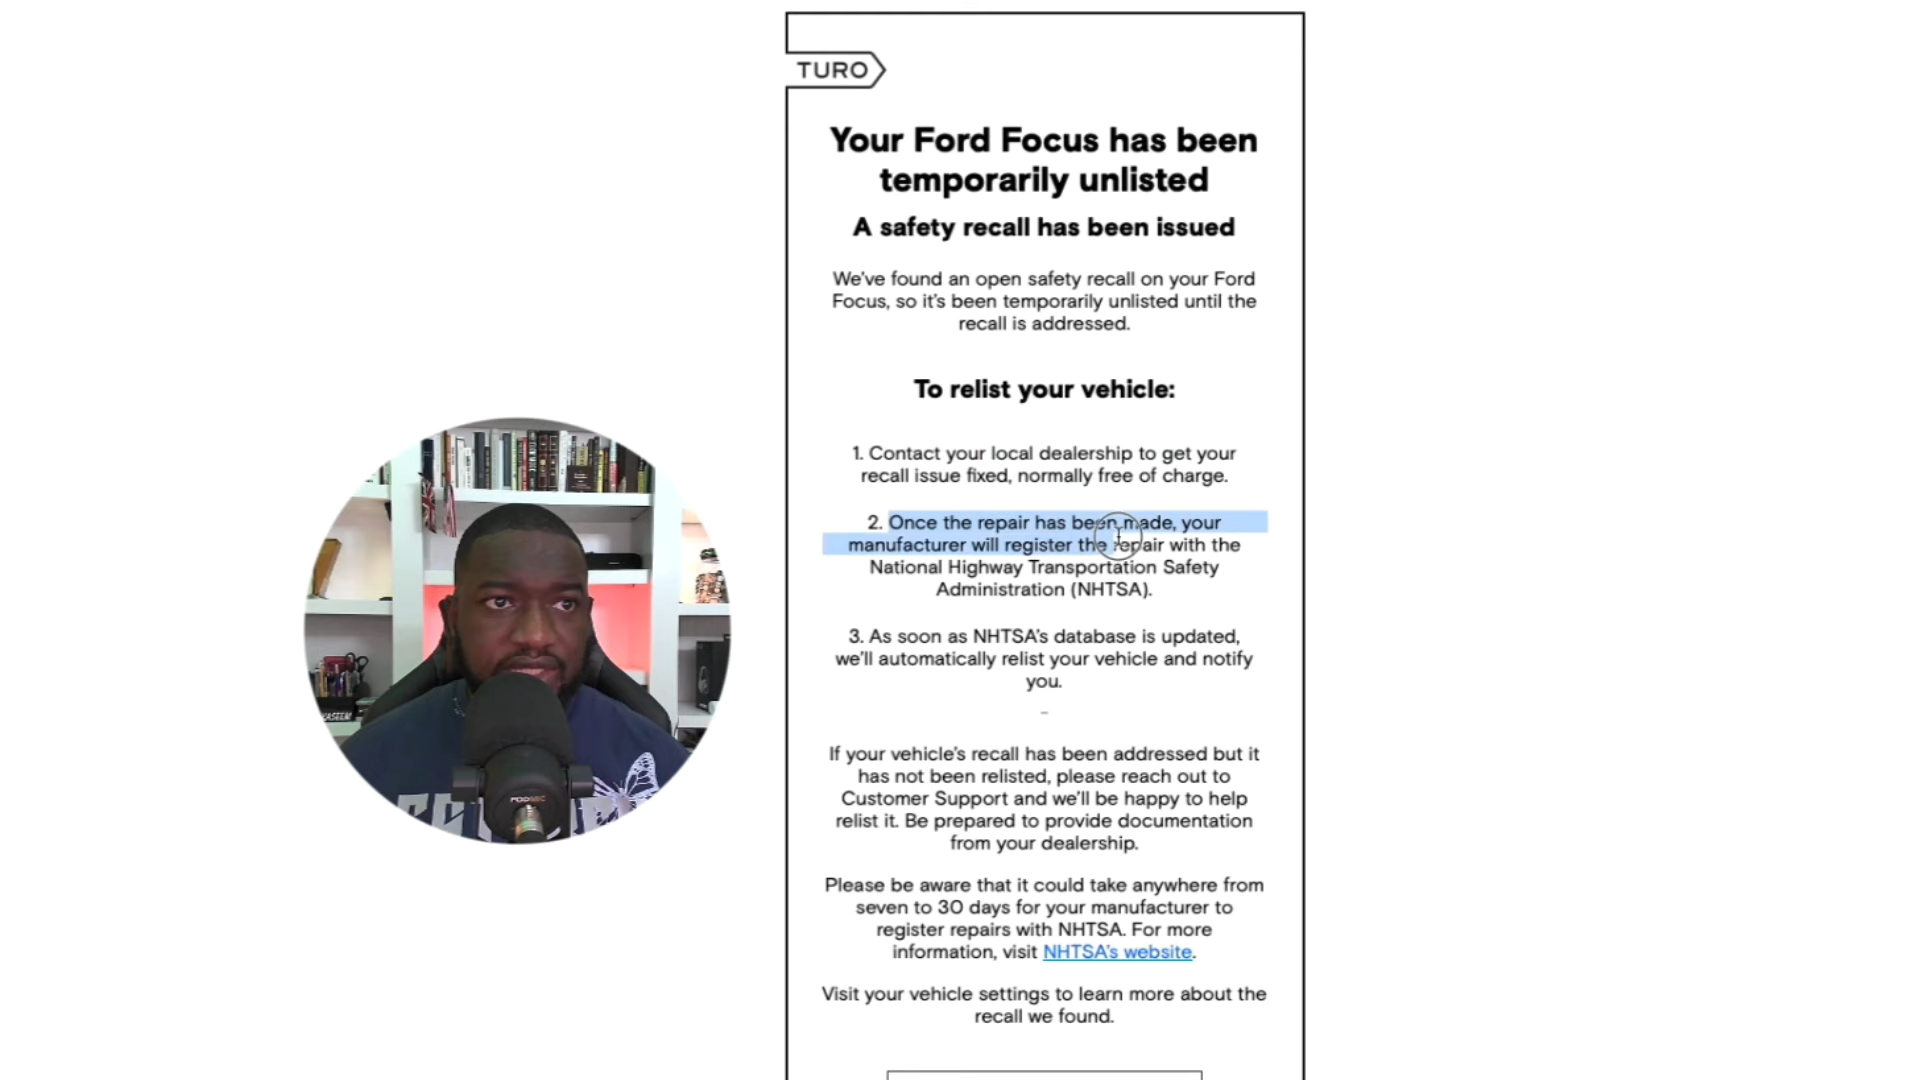 TURO
Your Ford Focus has been
temporarily unlisted
A safety recall has been issued
We've found an open safety recall on your Ford
Focus, so it's been temporarily unlisted until the
recall is addressed.
To relist your vehicle:
1. Contact your local dealership to get your
recall issue fixed, normally free of charge.
2. Once the repair has been made, your
manufacturer will register the repair with the
National Highway Transportation Safety
Administration (NHTSA).
3. As soon as NHTSA's database is updated,
we'll automatically relist your vehicle and notify
you.
–
If your vehicle's recall has been addressed but it
has not been relisted, please reach out to
Customer Support and we'll be happy to help
relist it. Be prepared to provide documentation
from your dealership.
Please be aware that it could take anywhere from
seven to 30 days for your manufacturer to
register repairs with NHTSA. For more
information, visit NHTSA's website.
Visit your vehicle settings to learn more about the
recall we found.
PODMIC